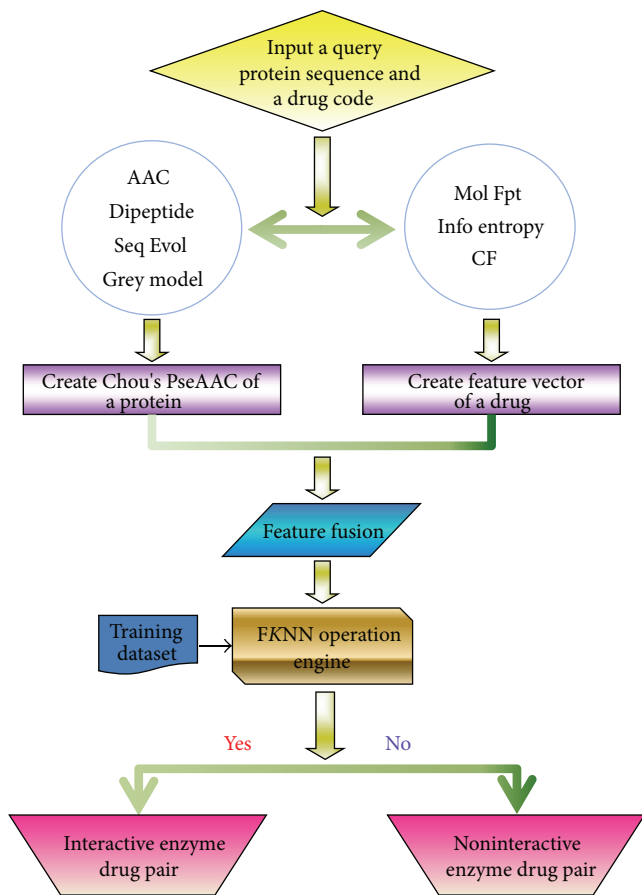 Input a query
protein sequence and
a drug code
AAC
Dipeptide
Seq Evol
Grey model
Mol Fpt
Info entropy
CF
Create Chou's PseAAC of
a protein
Create feature vector
of a drug
Feature fusion
Training
dataset
FKNN operation
engine
Yes
No
Interactive enzyme
drug pair
Noninteractive
enzyme drug pair